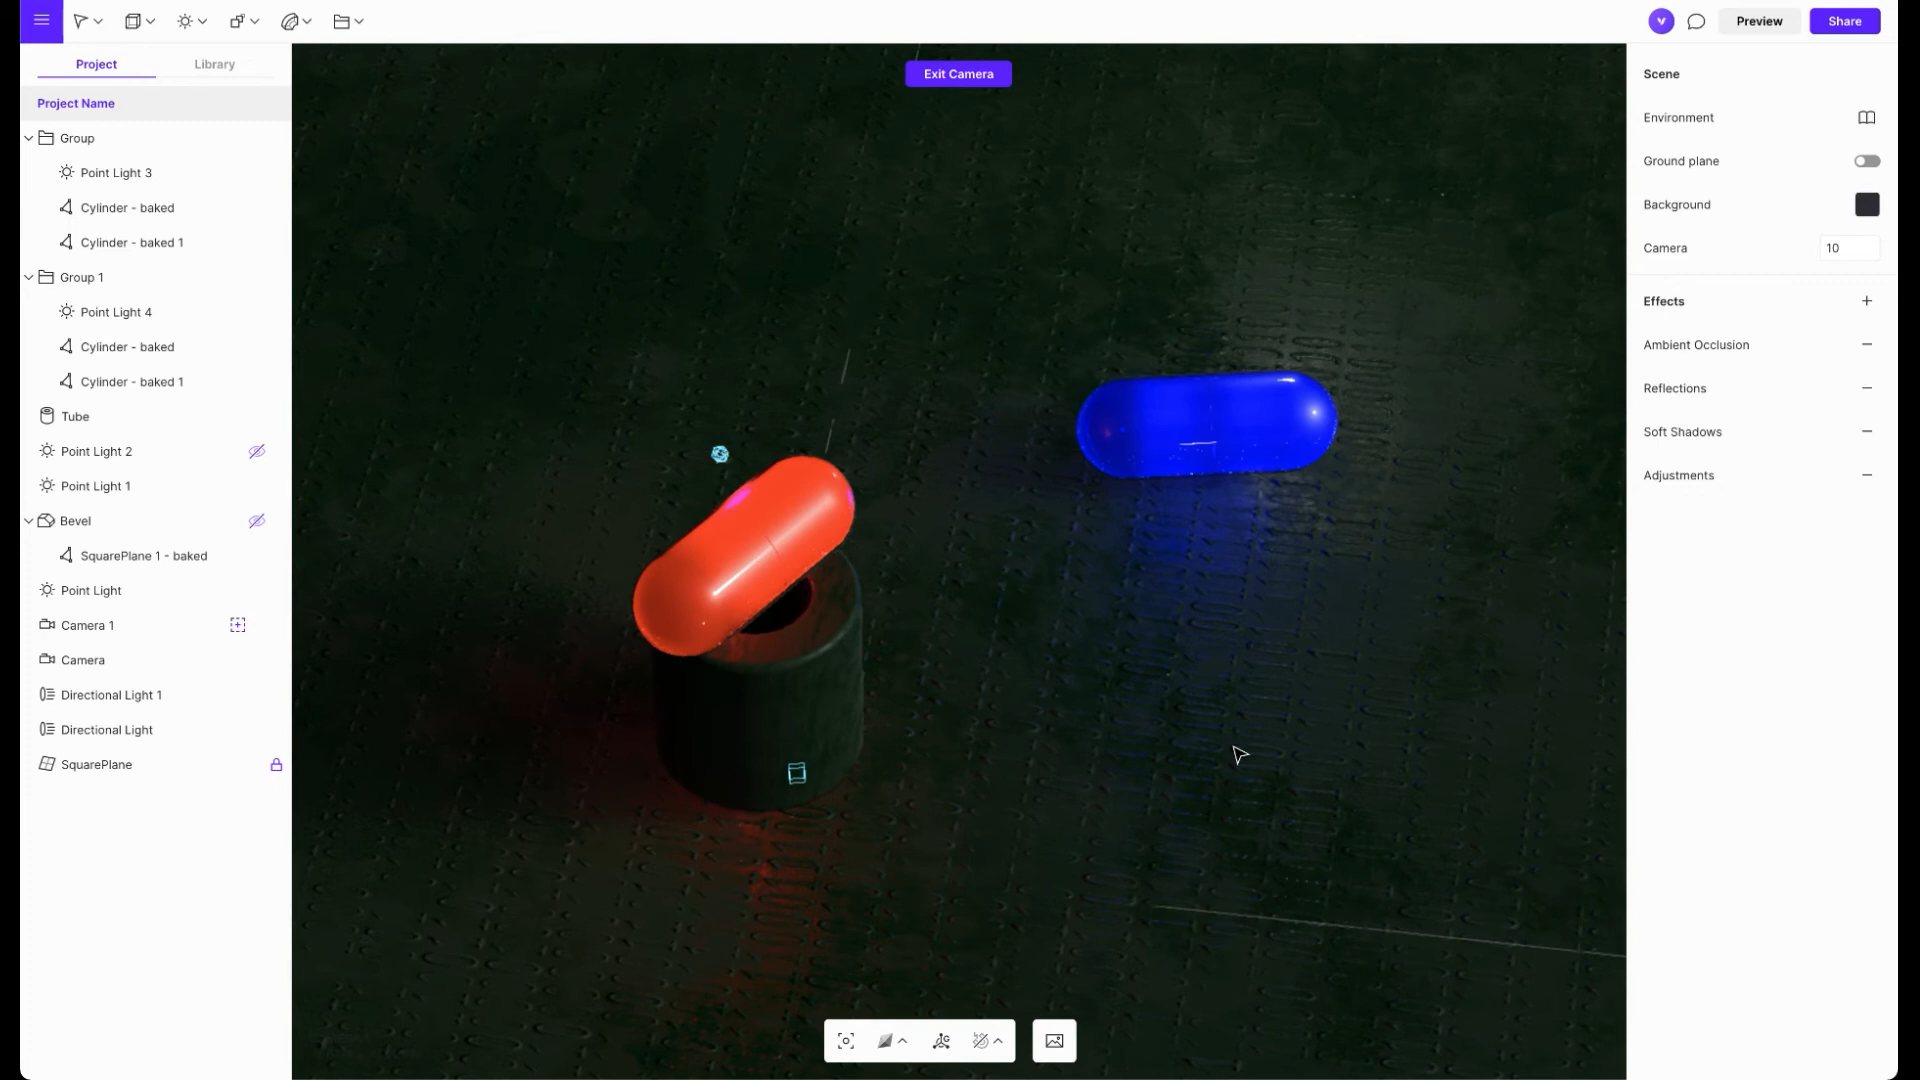 Preview
Share
Project
Library
Project Name
Group
Point Light 3
Cylinder - baked
Cylinder - baked 1
Group 1
Point Light 4
Cylinder - baked
Cylinder - baked 1
Tube
Point Light 2
Point Light 1
Bevel
SquarePlane 1 - baked
Point Light
Camera 1
Camera
Directional Light 1
Directional Light
SquarePlane
Exit Camera
Scene
Environment
Ground plane
Background
Camera 10
Effects
Ambient Occlusion
Reflections
Soft Shadows
Adjustments